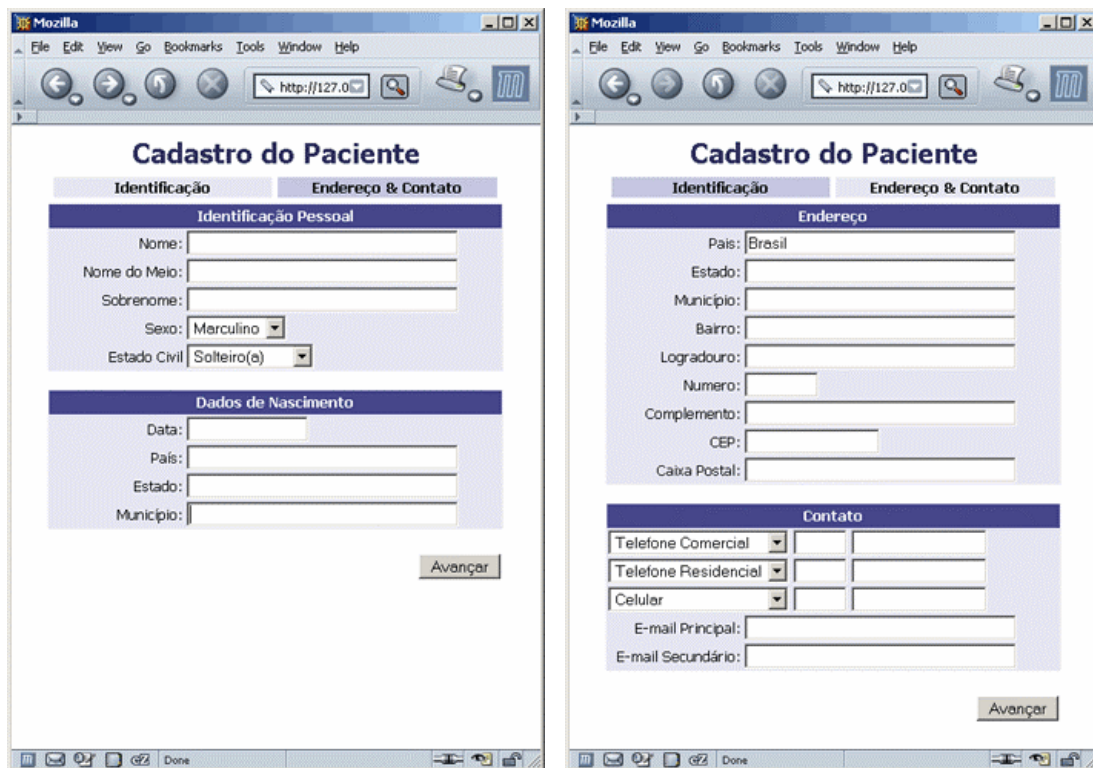 Mozilla
File Edit View Go Bookmarks Tools Window Help
http://127.0
Cadastro do Paciente
Identificação Endereço & Contato
Identificação Pessoal
Nome:
Nome do Meio:
Sobrenome:
Sexo: Marculino
Estado Civil Solteiro(a)
Dados de Nascimento
Data:
País:
Estado:
Município:
Avançar
Done
Mozilla
File Edit View Go Bookmarks Tools Window Help
http://127.0
Cadastro do Paciente
Identificação Endereço & Contato
Endereço
Pais: Brasil
Estado:
Município:
Bairro:
Logradouro:
Numero:
Complemento:
CEP:
Caixa Postal:
Contato
Telefone Comercial
Telefone Residencial
Celular
E-mail Principal:
E-mail Secundário:
Avançar
Done